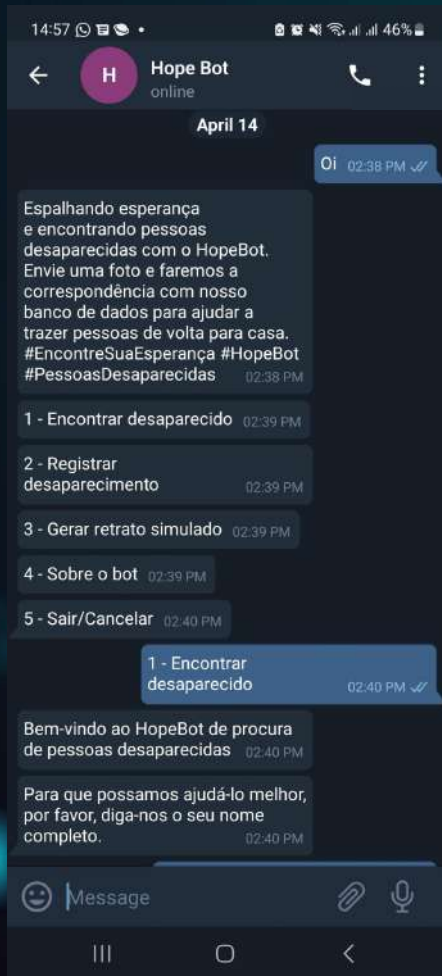 14:57
46%
H
Hope Bot
online
April 14
Oi 02:38 PM
Espalhando esperança
e encontrando pessoas
desaparecidas com o HopeBot.
Envie uma foto e faremos a
correspondência com nosso
banco de dados para ajudar a
trazer pessoas de volta para casa.
#EncontreSuaEsperança #HopeBot
#PessoasDesaparecidas 02:38 PM
1 - Encontrar desaparecido 02:39 PM
2 - Registrar
desaparecimento 02:39 PM
3 - Gerar retrato simulado 02:39 PM
4 - Sobre o bot 02:39 PM
5 - Sair/Cancelar 02:40 PM
1 - Encontrar
desaparecido 02:40 PM
Bem-vindo ao HopeBot de procura
de pessoas desaparecidas 02:40 PM
Para que possamos ajudá-lo melhor,
por favor, diga-nos o seu nome
completo. 02:40 PM
Message